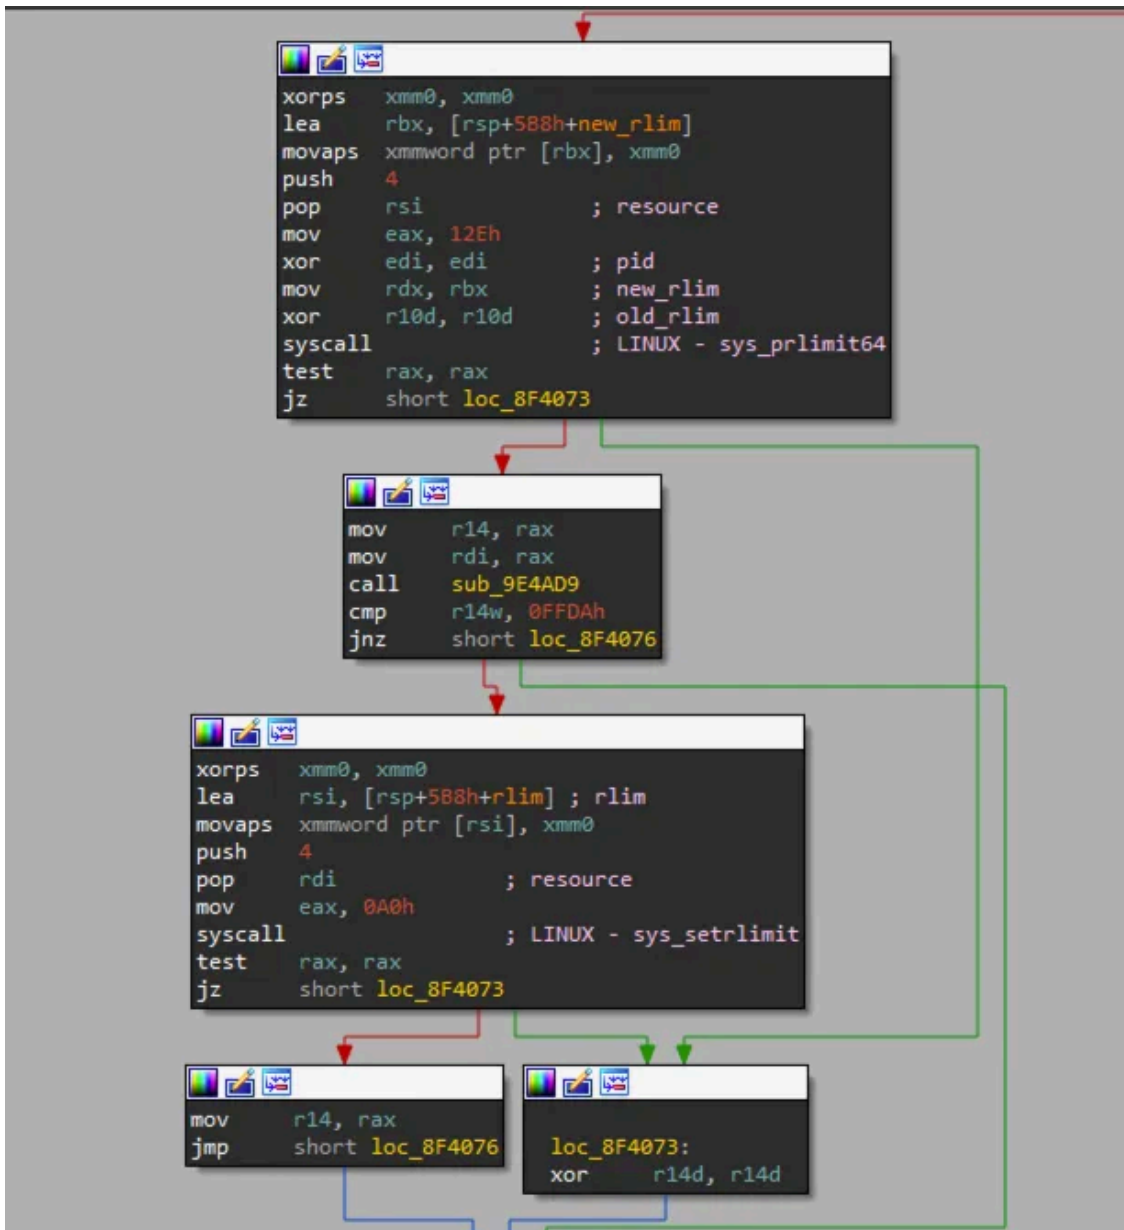 xorps xmm0, xmm0
lea rbx, [rsp+5B8h+new_rlim]
movaps xmmword ptr [rbx], xmm0
push 4
pop rsi ; resource
mov eax, 12Eh
xor edi, edi ; pid
mov rdx, rbx ; new_rlim
xor r10d, r10d ; old_rlim
syscall ; LINUX - sys_prlimit64
test rax, rax
jz short loc_8F4073
mov r14, rax
mov rdi, rax
call sub_9E4AD9
cmp r14w, 0FFDAh
jnz short loc_8F4076
xorps xmm0, xmm0
lea rsi, [rsp+5B8h+rlim] ; rlim
movaps xmmword ptr [rsi], xmm0
push 4
pop rdi ; resource
mov eax, 0A0h
syscall ; LINUX - sys_setrlimit
test rax, rax
jz short loc_8F4073
mov r14, rax
jmp short loc_8F4076
loc_8F4073:
xor r14d, r14d